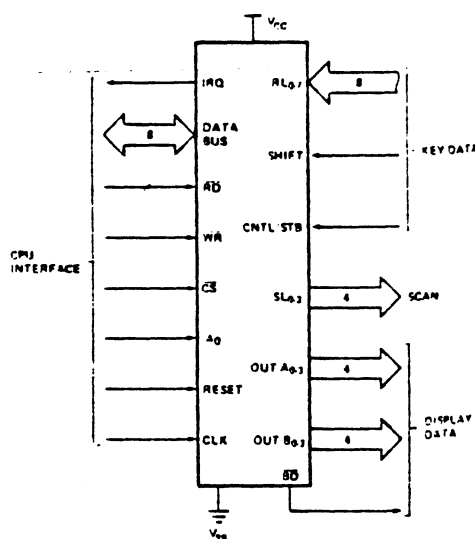 VCC
IRQ
RL0-7
8
DATA
BUS
8
SHIFT
KEY DATA
RD
CNTL/STB
WR
CPU
INTERFACE
CS
SL0-3
4
SCAN
A0
OUT A0-3
4
RESET
DISPLAY
DATA
CLK
OUT B0-3
4
BD
VSS